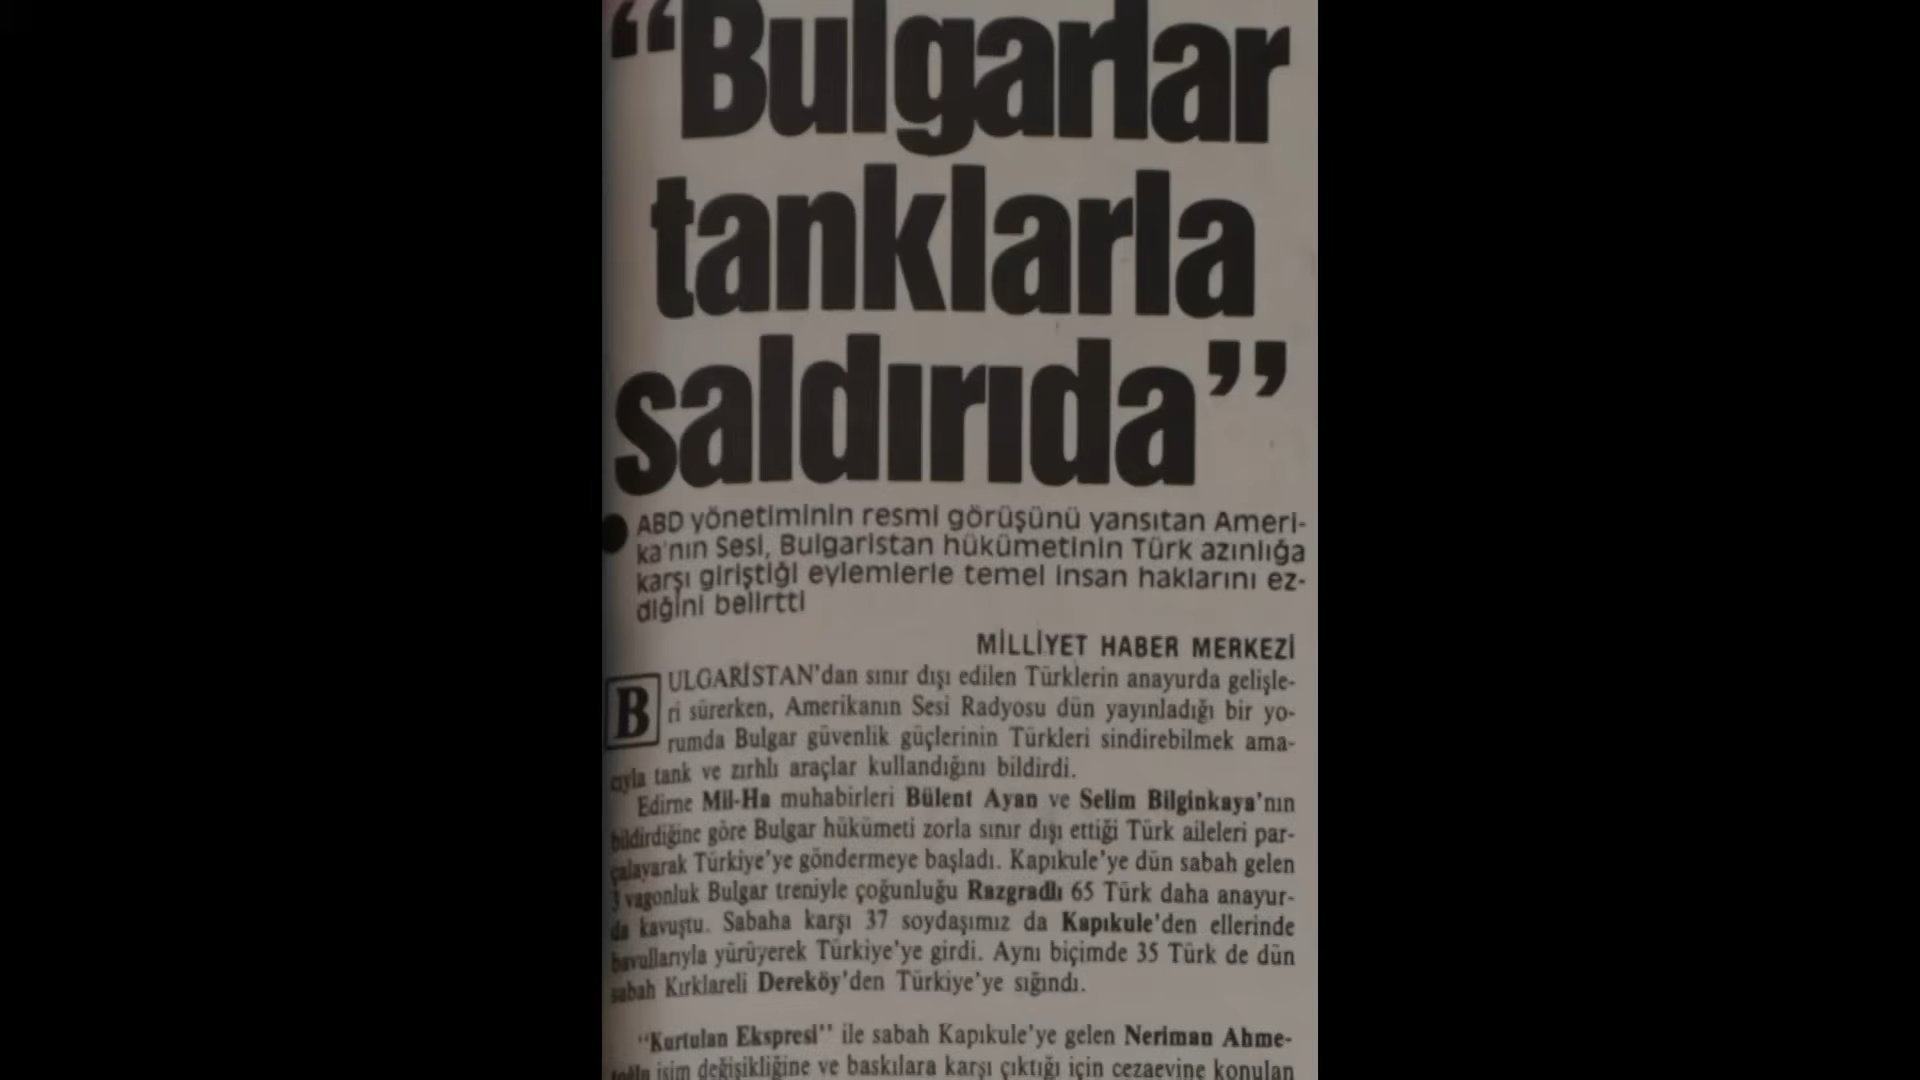 “Bulgarlar
tanklarla
saldırıda”
● ABD yönetiminin resmi görüşünü yansıtan Ameri-
ka'nın Sesi, Bulgaristan hükümetinin Türk azınlığa
karşı giriştiği eylemlerle temel insan haklarını ez-
diğini belirtti
MİLLİYET HABER MERKEZİ
BULGARİSTAN'dan sınır dışı edilen Türklerin anayurda gelişle-
ri sürerken, Amerikanın Sesi Radyosu dün yayınladığı bir yo-
rumda Bulgar güvenlik güçlerinin Türkleri sindirebilmek ama-
cıyla tank ve zırhlı araçlar kullandığını bildirdi.
Edirne Mil-Ha muhabirleri Bülent Ayan ve Selim Bilginkaya'nın
bildirdiğine göre Bulgar hükümeti zorla sınır dışı ettiği Türk aileleri par-
çalayarak Türkiye'ye göndermeye başladı. Kapıkule'ye dün sabah gelen
3 vagonluk Bulgar treniyle çoğunluğu Razgradlı 65 Türk daha anayur-
da kavuştu. Sabaha karşı 37 soydaşımız da Kapıkule'den ellerinde
bavullarıyla yürüyerek Türkiye'ye girdi. Aynı biçimde 35 Türk de dün
sabah Kırklareli Dereköy'den Türkiye'ye sığındı.
“Kurtulan Ekspresi” ile sabah Kapıkule'ye gelen Neriman Ahme-
toğlu isim değişikliğine ve baskılara karşı çıktığı için cezaevine konulan